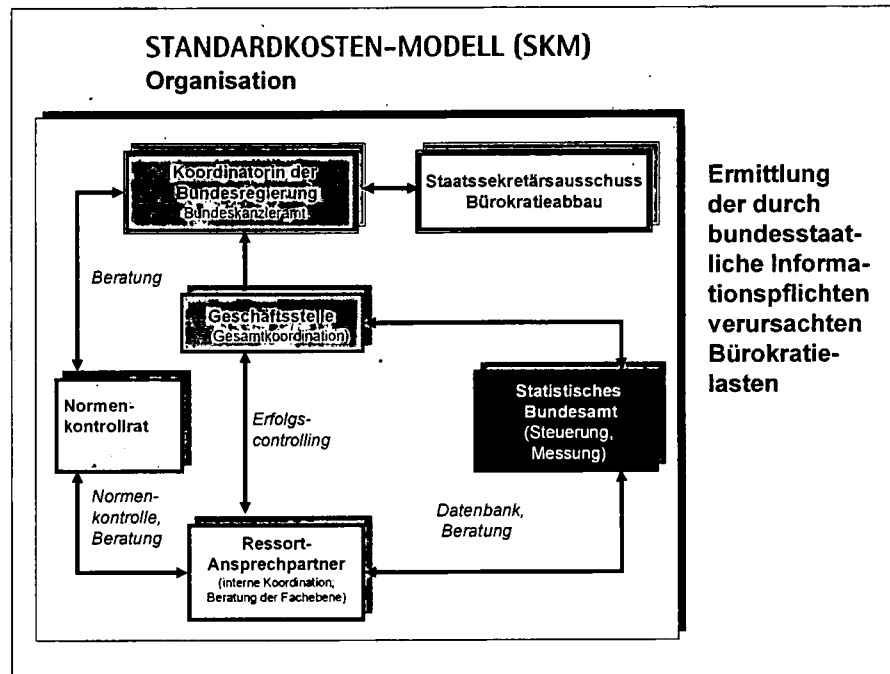 STANDARDKOSTEN-MODELL (SKM)
Organisation
Koordinatorin der
Bundesregierung
Bundeskanzleramt
Staatssekretärsausschuss
Bürokratieabbau
Ermittlung
der durch
bundesstaat-
liche Informa-
tionspflichten
verursachten
Bürokratie-
lasten
Beratung
Geschäftsstelle
(Gesamtkoordination)
Normen-
kontrollrat
Erfolgs-
controlling
Statistisches
Bundesamt
(Steuerung,
Messung)
Normen-
kontrolle,
Beratung
Datenbank,
Beratung
Ressort-
Ansprechpartner
(interne Koordination;
Beratung der Fachebene)